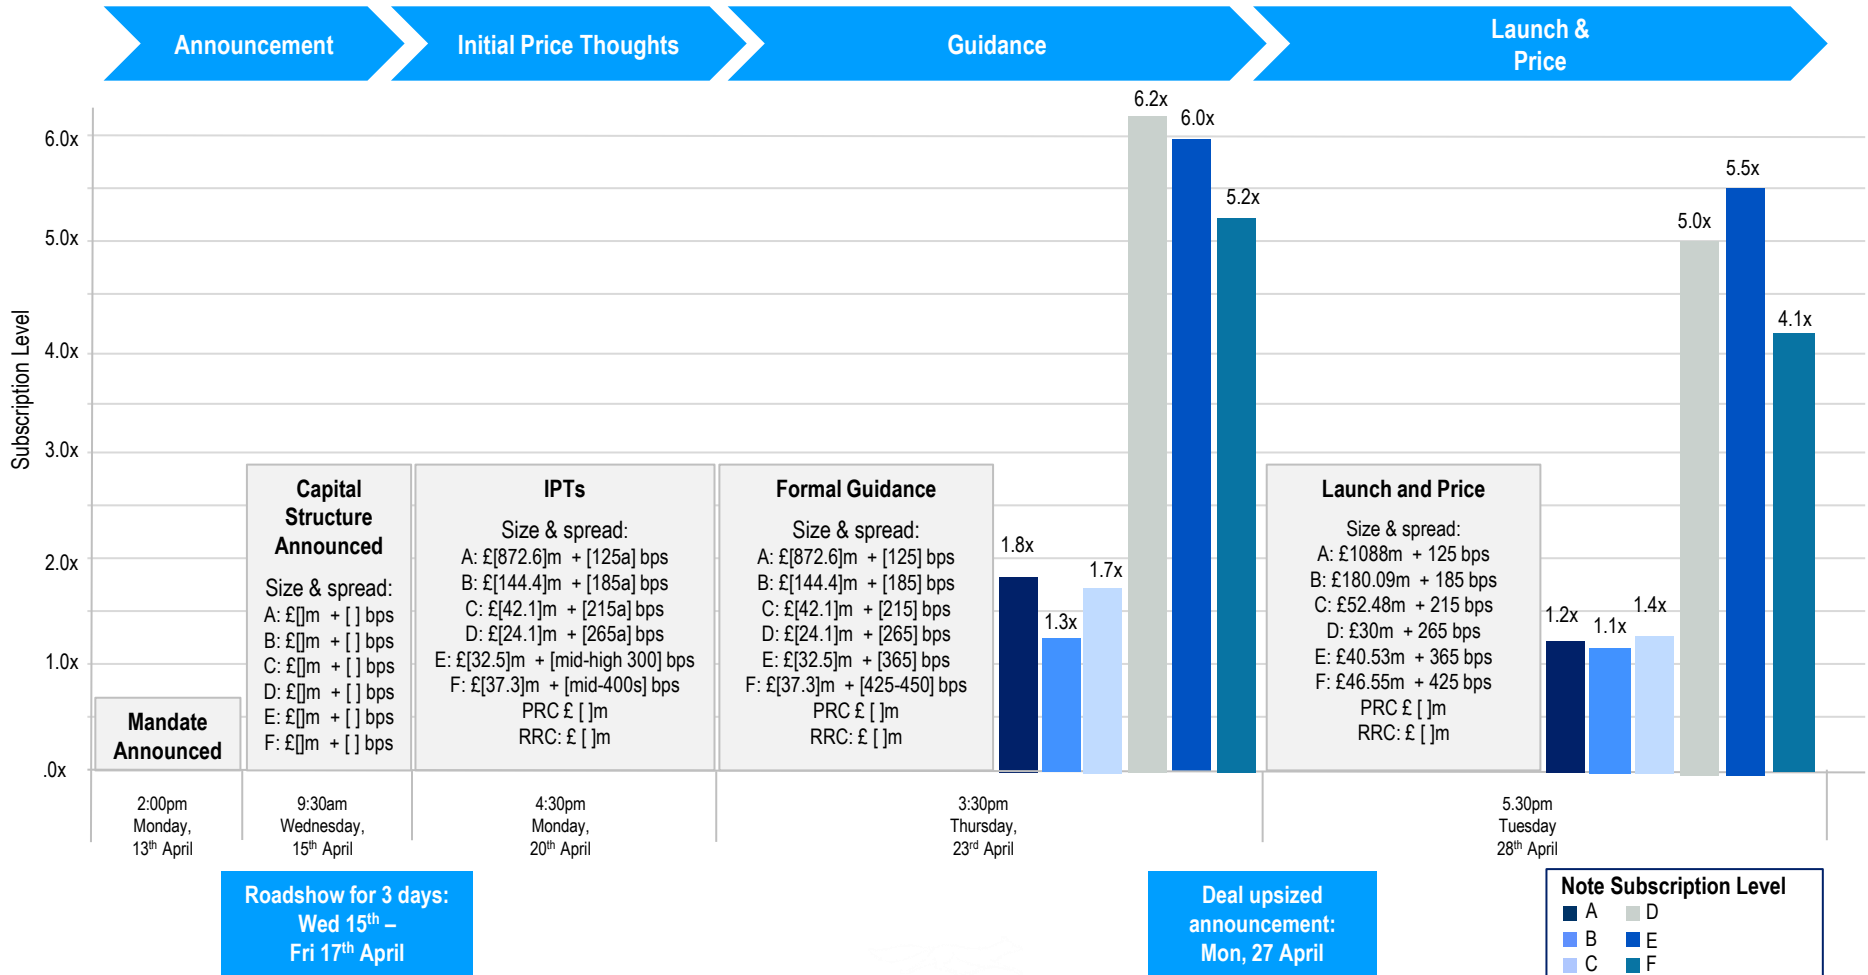 Announcement
Initial Price Thoughts
Guidance
Launch &
Price
Subscription Level
6.0x
5.0x
4.0x
3.0x
2.0x
1.0x
.0x
Mandate
Announced
Capital
Structure
Announced
Size & spread:
A: £[]m + [ ] bps
B: £[]m + [ ] bps
C: £[]m + [ ] bps
D: £[]m + [ ] bps
E: £[]m + [ ] bps
F: £[]m + [ ] bps
IPTs
Size & spread:
A: £[872.6]m + [125a] bps
B: £[144.4]m + [185a] bps
C: £[42.1]m + [215a] bps
D: £[24.1]m + [265a] bps
E: £[32.5]m + [mid-high 300] bps
F: £[37.3]m + [mid-400s] bps
PRC £ [ ]m
RRC: £ [ ]m
Formal Guidance
Size & spread:
A: £[872.6]m + [125] bps
B: £[144.4]m + [185] bps
C: £[42.1]m + [215] bps
D: £[24.1]m + [265] bps
E: £[32.5]m + [365] bps
F: £[37.3]m + [425-450] bps
PRC £ [ ]m
RRC: £ [ ]m
1.8x
1.3x
1.7x
6.2x
6.0x
5.2x
Launch and Price
Size & spread:
A: £1088m + 125 bps
B: £180.09m + 185 bps
C: £52.48m + 215 bps
D: £30m + 265 bps
E: £40.53m + 365 bps
F: £46.55m + 425 bps
PRC £ [ ]m
RRC: £ [ ]m
1.2x
1.1x
1.4x
5.0x
5.5x
4.1x
2:00pm
Monday,
13th April
9:30am
Wednesday,
15th April
4:30pm
Monday,
20th April
3:30pm
Thursday,
23rd April
5.30pm
Tuesday
28th April
Roadshow for 3 days:
Wed 15th –
Fri 17th April
Deal upsized
announcement:
Mon, 27 April
Note Subscription Level
A
D
B
E
C
F